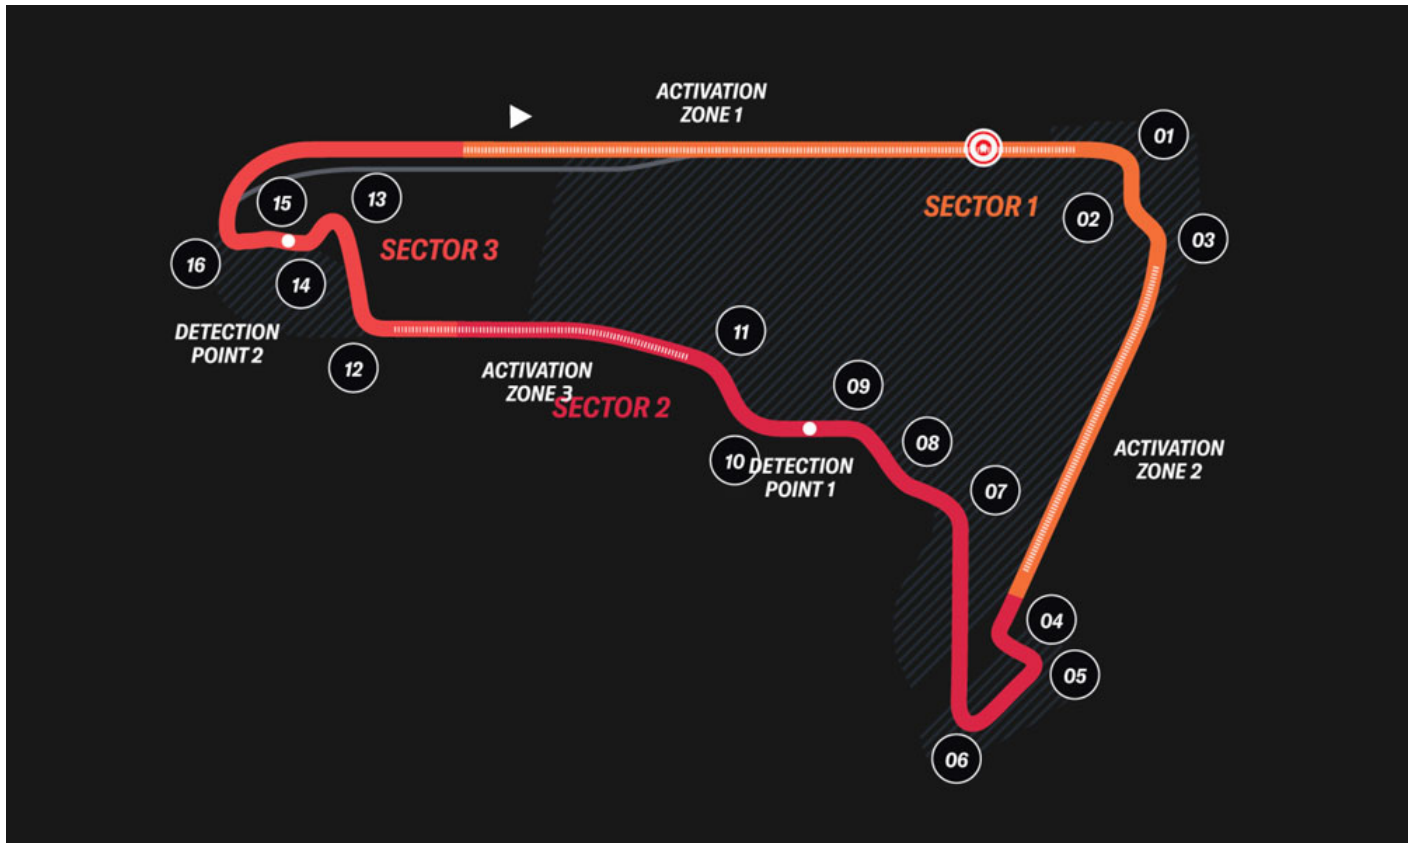 ACTIVATION
ZONE 1
01
SECTOR 1
02
03
15
13
SECTOR 3
16
14
DETECTION
POINT 2
12
11
ACTIVATION
ZONE 3
SECTOR 2
09
08
10
DETECTION
POINT 1
07
ACTIVATION
ZONE 2
04
05
06